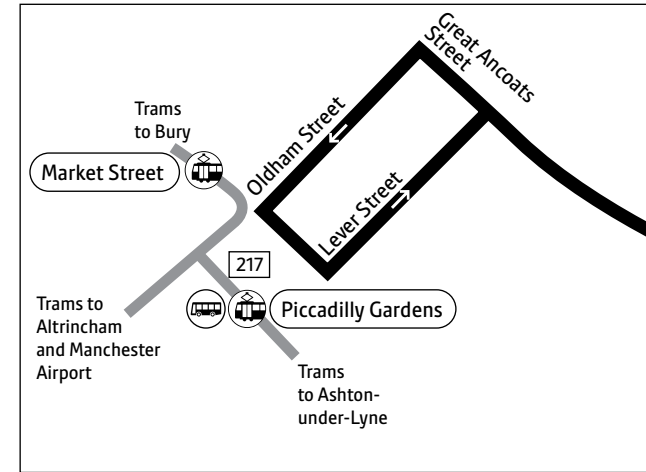 Great Ancoats
Street
Trams
to Bury
Oldham Street
Market Street
Lever Street
217
Piccadilly Gardens
Trams to
Altrincham
and Manchester
Airport
Trams
to Ashton-
under-Lyne